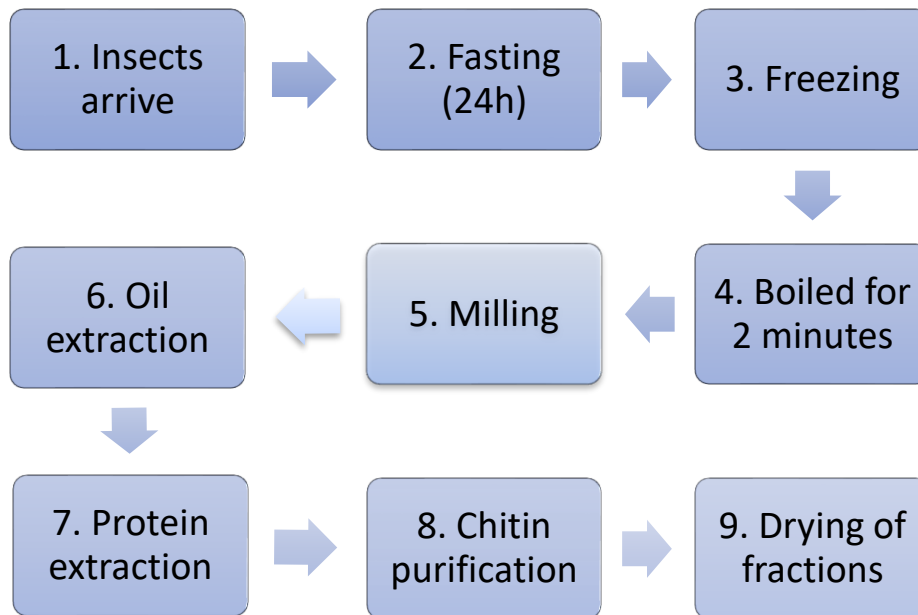 1. Insects
arrive
2. Fasting
(24h)
3. Freezing
4. Boiled for
2 minutes
5. Milling
6. Oil
extraction
7. Protein
extraction
8. Chitin
purification
9. Drying of
fractions